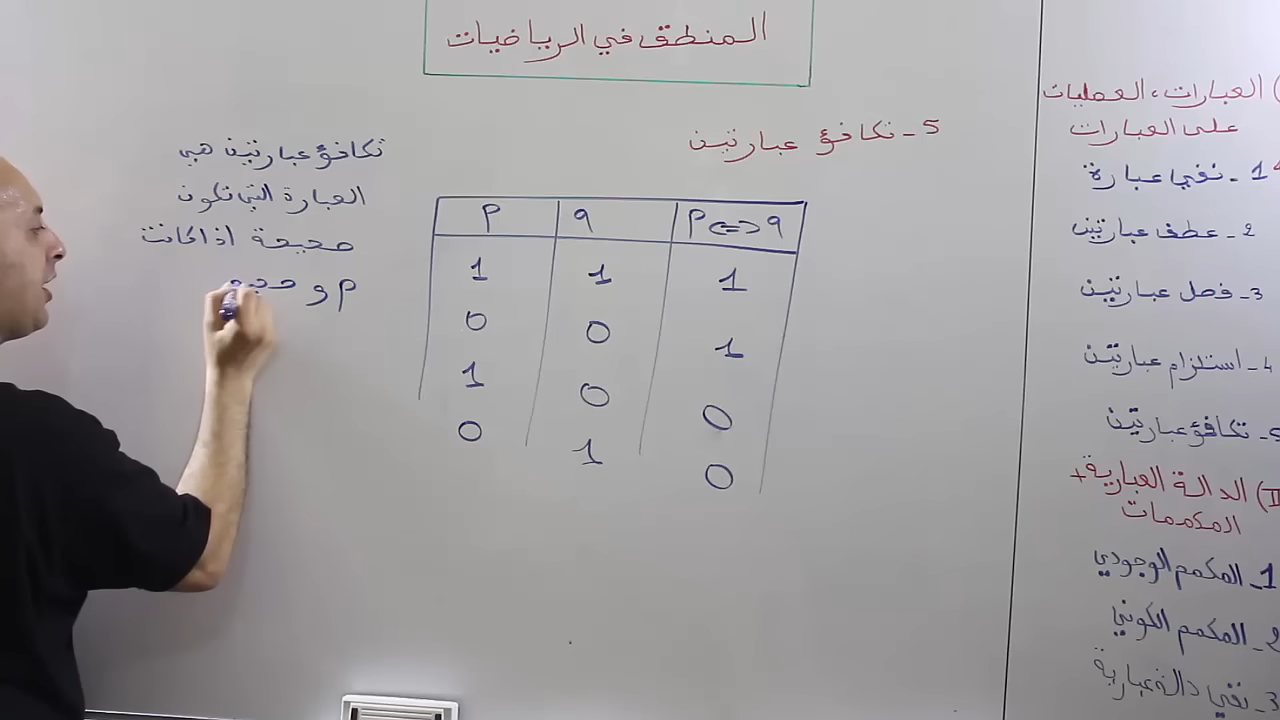 المنطق في الرياضيات
5 - تكافؤ عبارتين
P q P<=>q
1 1 1
0 0 1
1 0 0
0 1 0
تكافؤ عبارتين هي
العبارة التي تكون
صحيحة اذا كانت
P و
I) العبارات، العمليات
على العبارات
1 - نفي عبارة
2 - عطف عبارتين
3 - فصل عبارتين
4 - استلزام عبارتين
5 - تكافؤ عبارتين
II) الدالة العبارية +
المكممات
1 - المكمم الوجودي
2 - المكمم الكوني
3 - نفي دالة عبارية